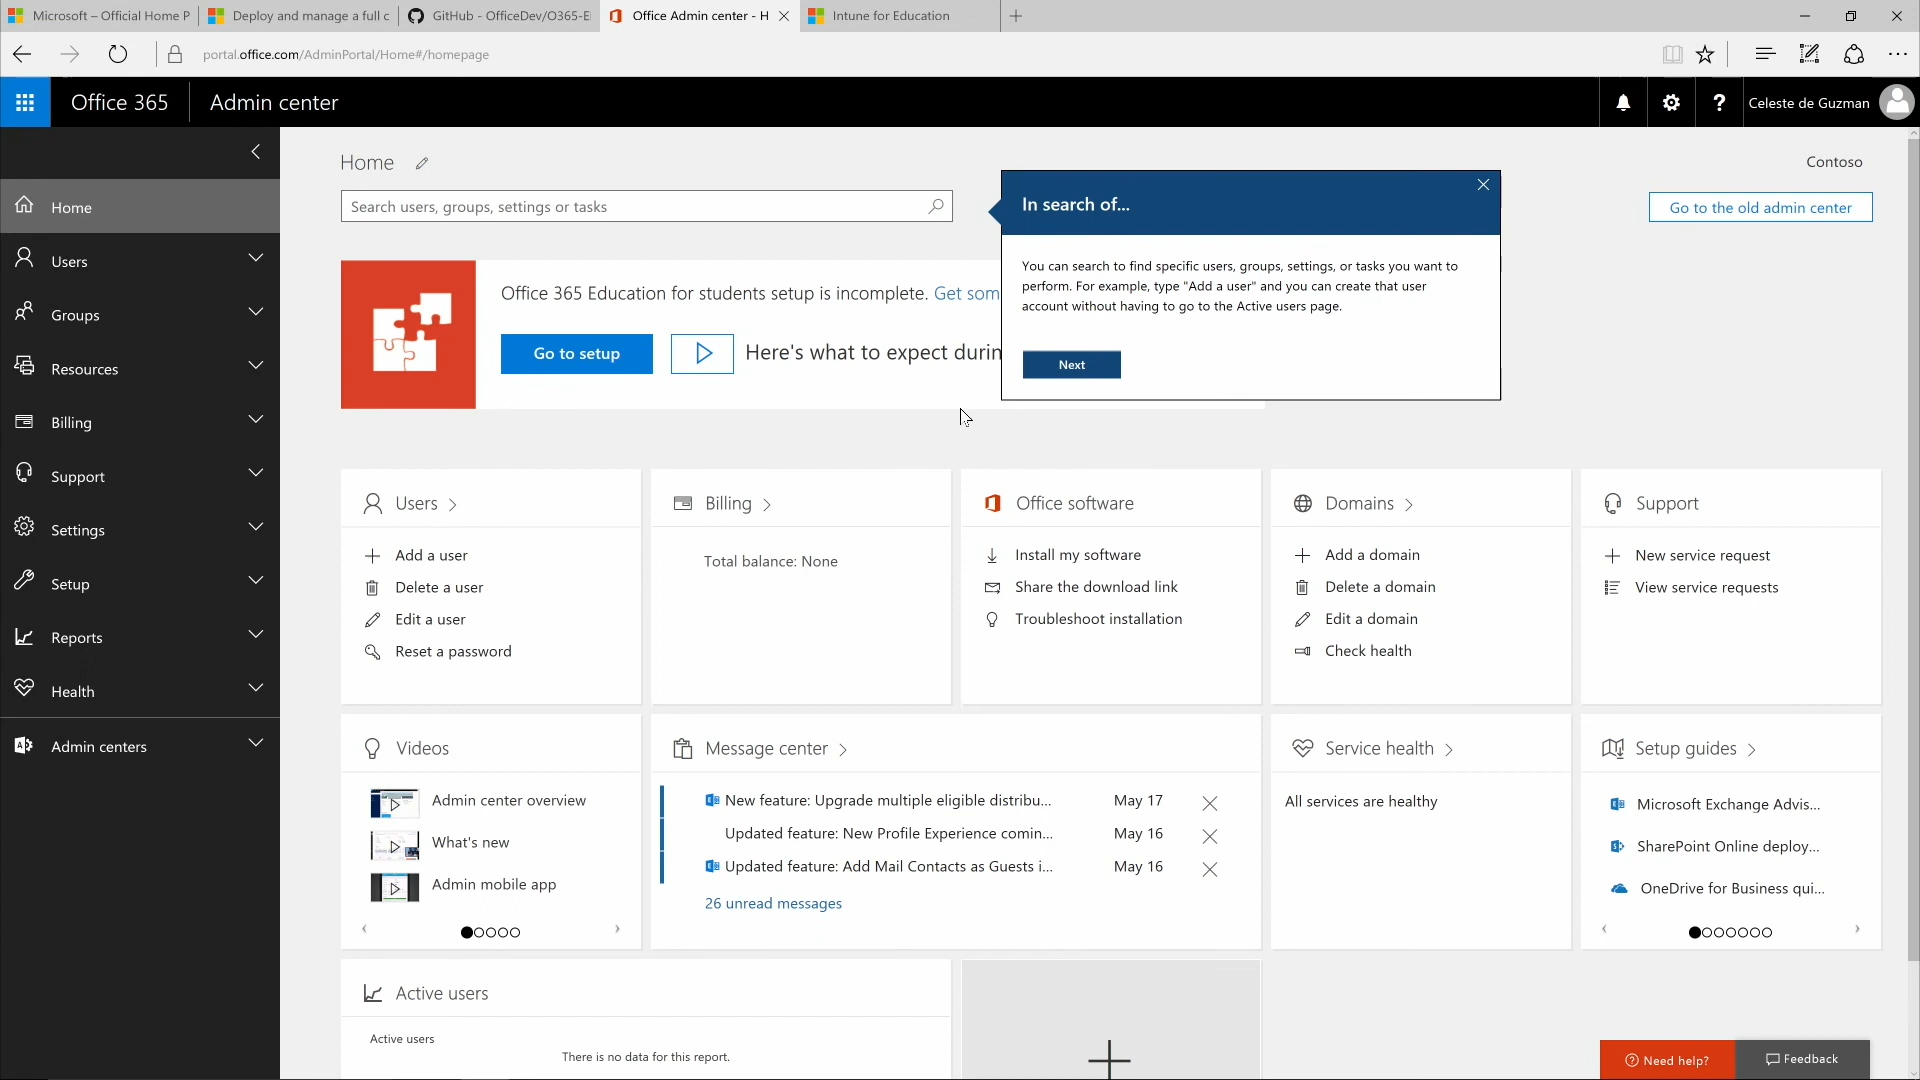 Microsoft – Official Home P
Deploy and manage a full c
GitHub - OfficeDev/O365-E
Office Admin center - H
Intune for Education
portal.office.com/AdminPortal/Home#/homepage
Office 365
Admin center
Celeste de Guzman
Home
Contoso
Search users, groups, settings or tasks
In search of...
Go to the old admin center
You can search to find specific users, groups, settings, or tasks you want to
perform. For example, type "Add a user" and you can create that user
account without having to go to the Active users page.
Next
Office 365 Education for students setup is incomplete. Get som
Go to setup
Here's what to expect durin
Home
Users
Groups
Resources
Billing
Support
Settings
Setup
Reports
Health
Admin centers
Users
Add a user
Delete a user
Edit a user
Reset a password
Billing
Total balance: None
Office software
Install my software
Share the download link
Troubleshoot installation
Domains
Add a domain
Delete a domain
Edit a domain
Check health
Support
New service request
View service requests
Videos
Admin center overview
What's new
Admin mobile app
Message center
New feature: Upgrade multiple eligible distribu... May 17
Updated feature: New Profile Experience comin... May 16
Updated feature: Add Mail Contacts as Guests i... May 16
26 unread messages
Service health
All services are healthy
Setup guides
Microsoft Exchange Advis...
SharePoint Online deploy...
OneDrive for Business qui...
Active users
Active users
There is no data for this report.
Need help?
Feedback